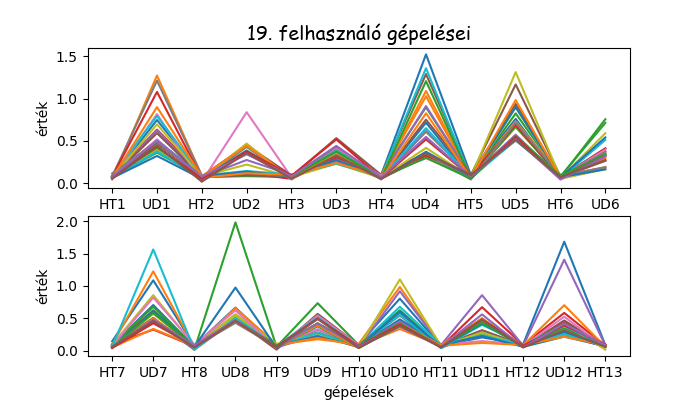 19. felhasználó gépelései
1.5
1.0
0.5
0.0
érték
HT1 UD1 HT2 UD2 HT3 UD3 HT4 UD4 HT5 UD5 HT6 UD6
2.0
1.5
1.0
0.5
0.0
érték
HT7 UD7 HT8 UD8 HT9 UD9 HT10 UD10 HT11 UD11 HT12 UD12 HT13
gépelések